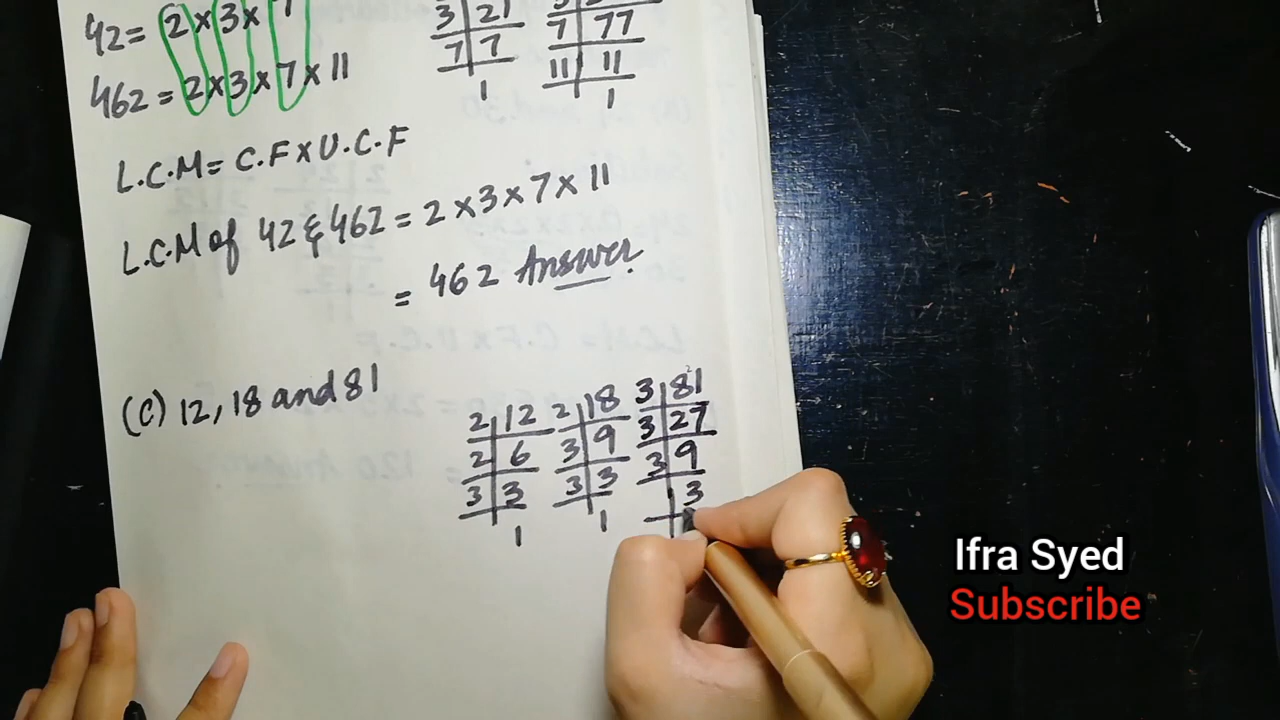 42 = 2 x 3 x 7
462 = 2 x 3 x 7 x 11
3 21
7 7
1
7 77
11 11
1
L.C.M = C.F x U.C.F
L.C.M of 42 & 462 = 2 x 3 x 7 x 11
= 462 Answer.
(C) 12, 18 and 81
2 12
2 6
3 3
1
2 18
3 9
3 3
1
3 81
3 27
3 9
3
Ifra Syed
Subscribe